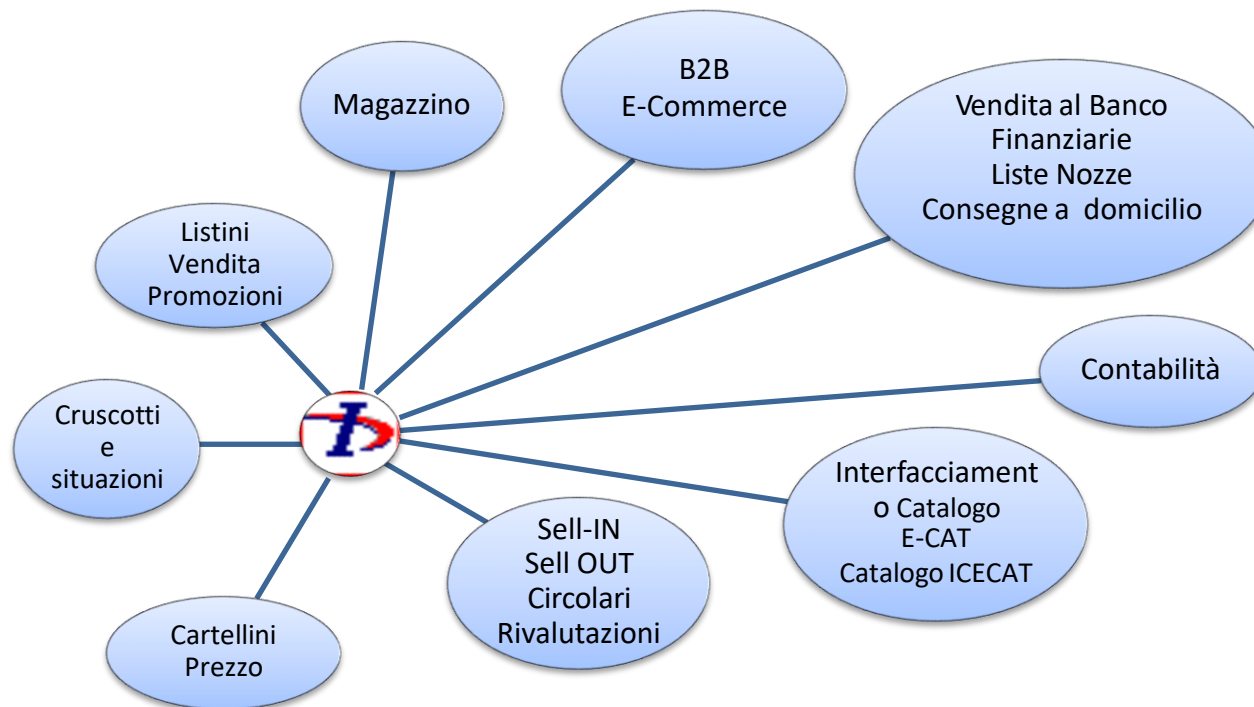 Magazzino
B2B
E-Commerce
Vendita al Banco
Finanziarie
Liste Nozze
Consegne a domicilio
Listini
Vendita
Promozioni
Contabilità
Cruscotti
e
situazioni
Interfacciament
o Catalogo
E-CAT
Catalogo ICECAT
Sell-IN
Sell OUT
Circolari
Rivalutazioni
Cartellini
Prezzo